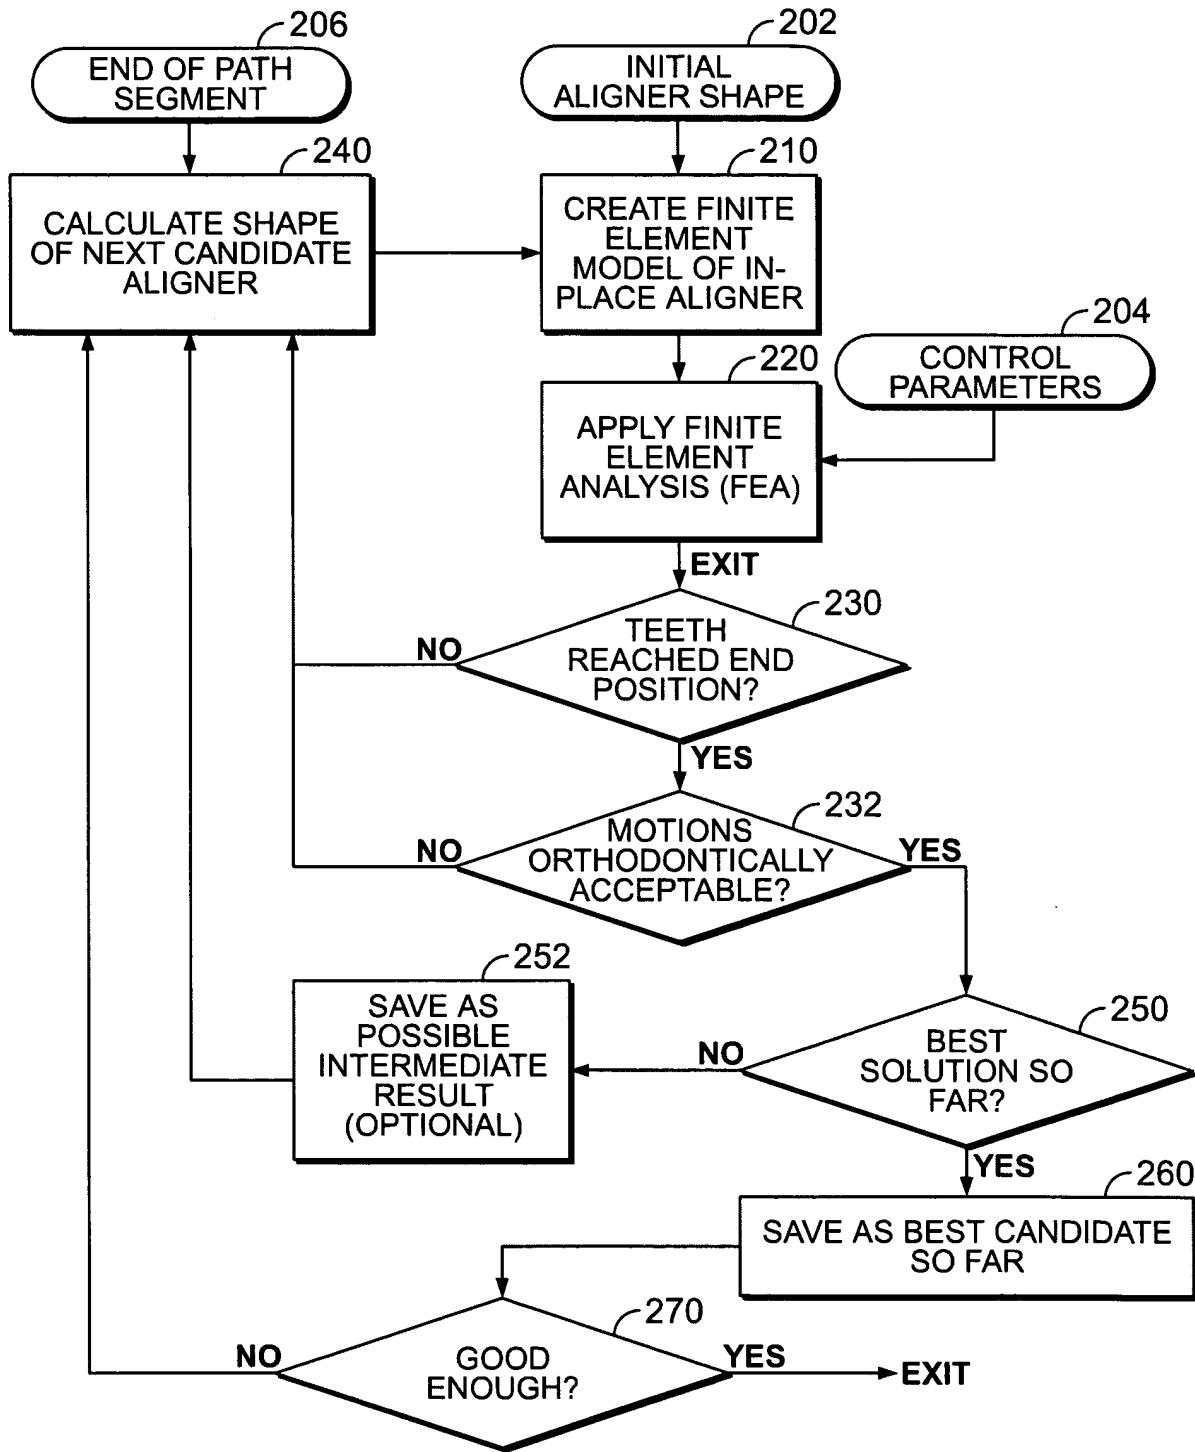 206
END OF PATH
SEGMENT
202
INITIAL
ALIGNER SHAPE
240
CALCULATE SHAPE
OF NEXT CANDIDATE
ALIGNER
210
CREATE FINITE
ELEMENT
MODEL OF IN-
PLACE ALIGNER
204
CONTROL
PARAMETERS
220
APPLY FINITE
ELEMENT
ANALYSIS (FEA)
EXIT
230
TEETH
REACHED END
POSITION?
NO
YES
232
MOTIONS
ORTHODONTICALLY
ACCEPTABLE?
NO
YES
252
SAVE AS
POSSIBLE
INTERMEDIATE
RESULT
(OPTIONAL)
250
BEST
SOLUTION SO
FAR?
NO
YES
260
SAVE AS BEST CANDIDATE
SO FAR
270
GOOD
ENOUGH?
NO
YES
EXIT